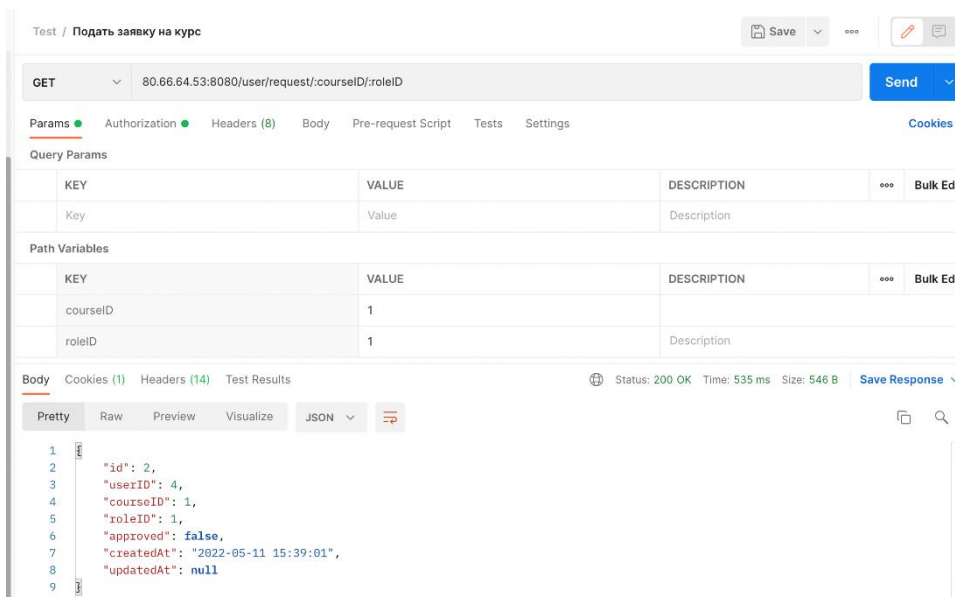 Test / Подать заявку на курс Save ooo
GET 80.66.64.53:8080/user/request/:courseID/:roleID Send
Params Authorization Headers (8) Body Pre-request Script Tests Settings Cookies
Query Params
KEY VALUE DESCRIPTION ooo Bulk Ed
Key Value Description
Path Variables
KEY VALUE DESCRIPTION ooo Bulk Ed
courseID 1
roleID 1 Description
Body Cookies (1) Headers (14) Test Results Status: 200 OK Time: 535 ms Size: 546 B Save Response
Pretty Raw Preview Visualize JSON
1 {
2 "id": 2,
3 "userID": 4,
4 "courseID": 1,
5 "roleID": 1,
6 "approved": false,
7 "createdAt": "2022-05-11 15:39:01",
8 "updatedAt": null
9 }